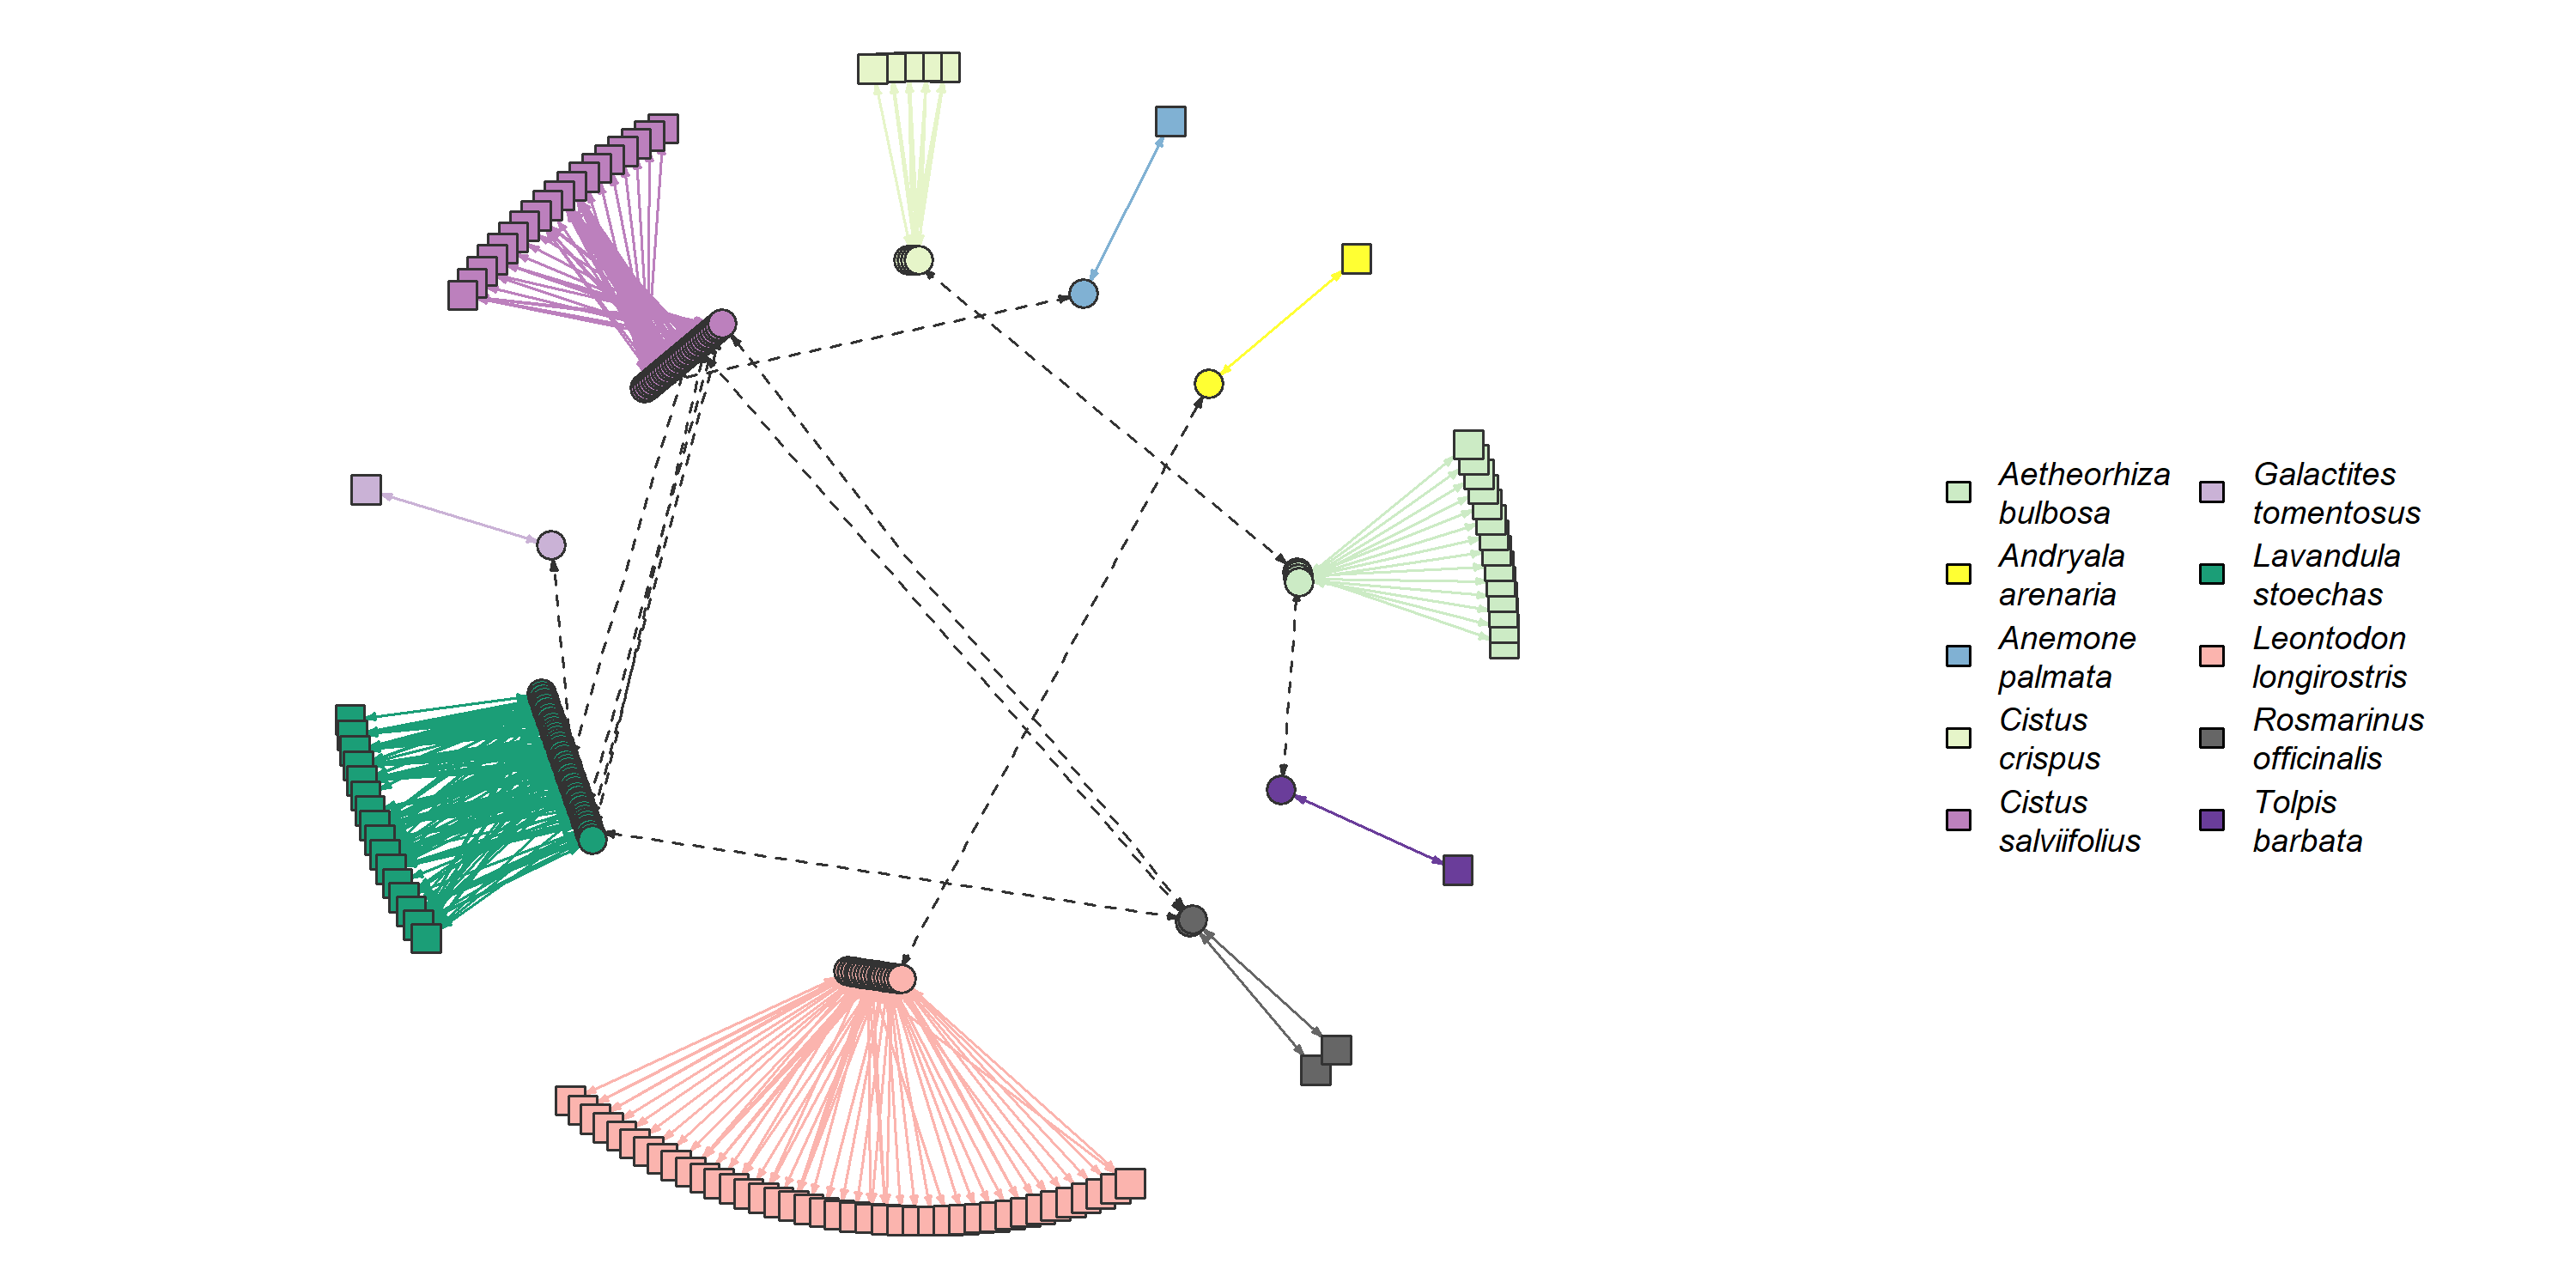 Aetheorhiza
bulbosa
Andryala
arenaria
Anemone
palmata
Cistus
crispus
Cistus
salviifolius
Galactites
tomentosus
Lavandula
stoechas
Leontodon
longirostris
Rosmarinus
officinalis
Tolpis
barbata